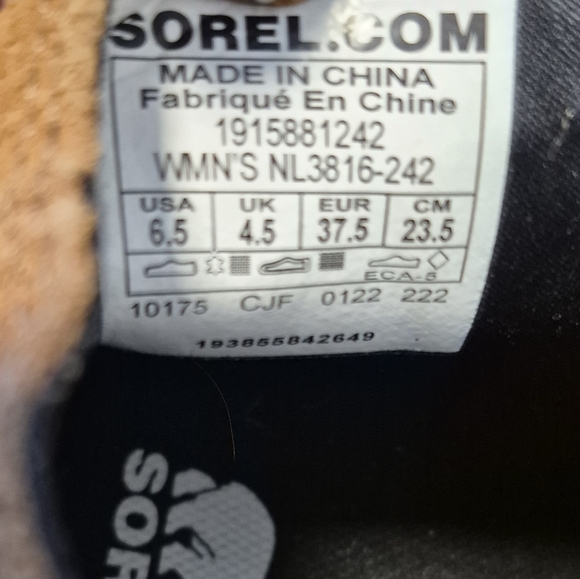 SOREL.COM
MADE IN CHINA
Fabriqué En Chine
1915881242
WMN'S NL3816-242
USA UK EUR CM
6.5 4.5 37.5 23.5
ECA-5
10175 CJF 0122 222
193855842649
SOR